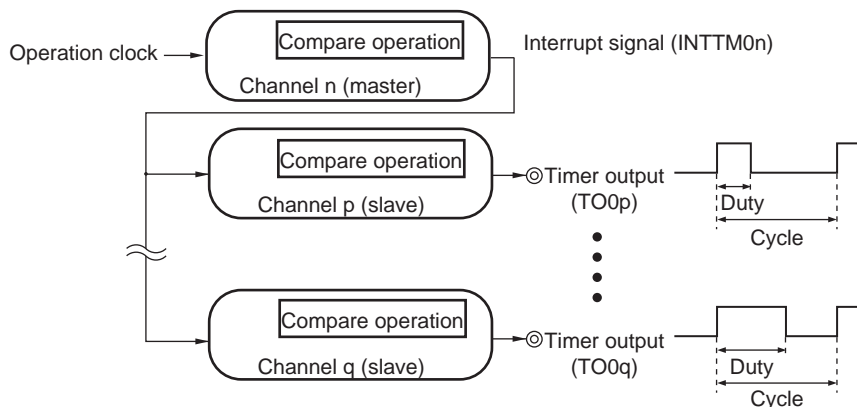 Compare operation
Operation clock
Interrupt signal (INTTM0n)
Channel n (master)
Compare operation
Timer output
(TO0p)
Channel p (slave)
Duty
Cycle
Compare operation
Timer output
(TO0q)
Channel q (slave)
Duty
Cycle